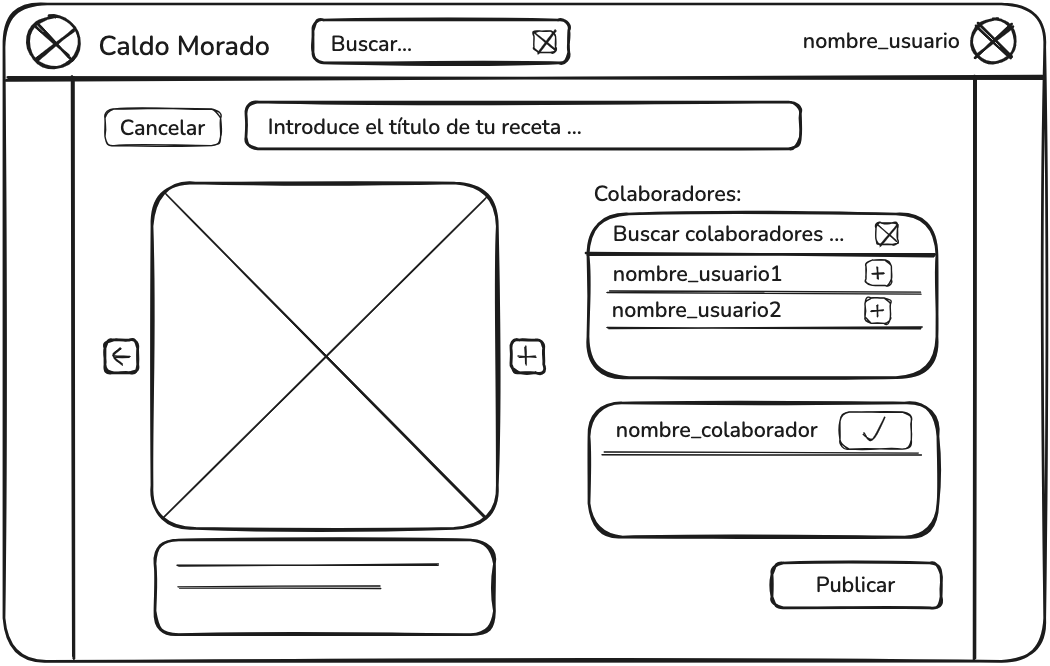 Caldo Morado
Buscar...
nombre_usuario
Cancelar
Introduce el título de tu receta ...
Colaboradores:
Buscar colaboradores ...
nombre_usuario1
nombre_usuario2
nombre_colaborador
Publicar